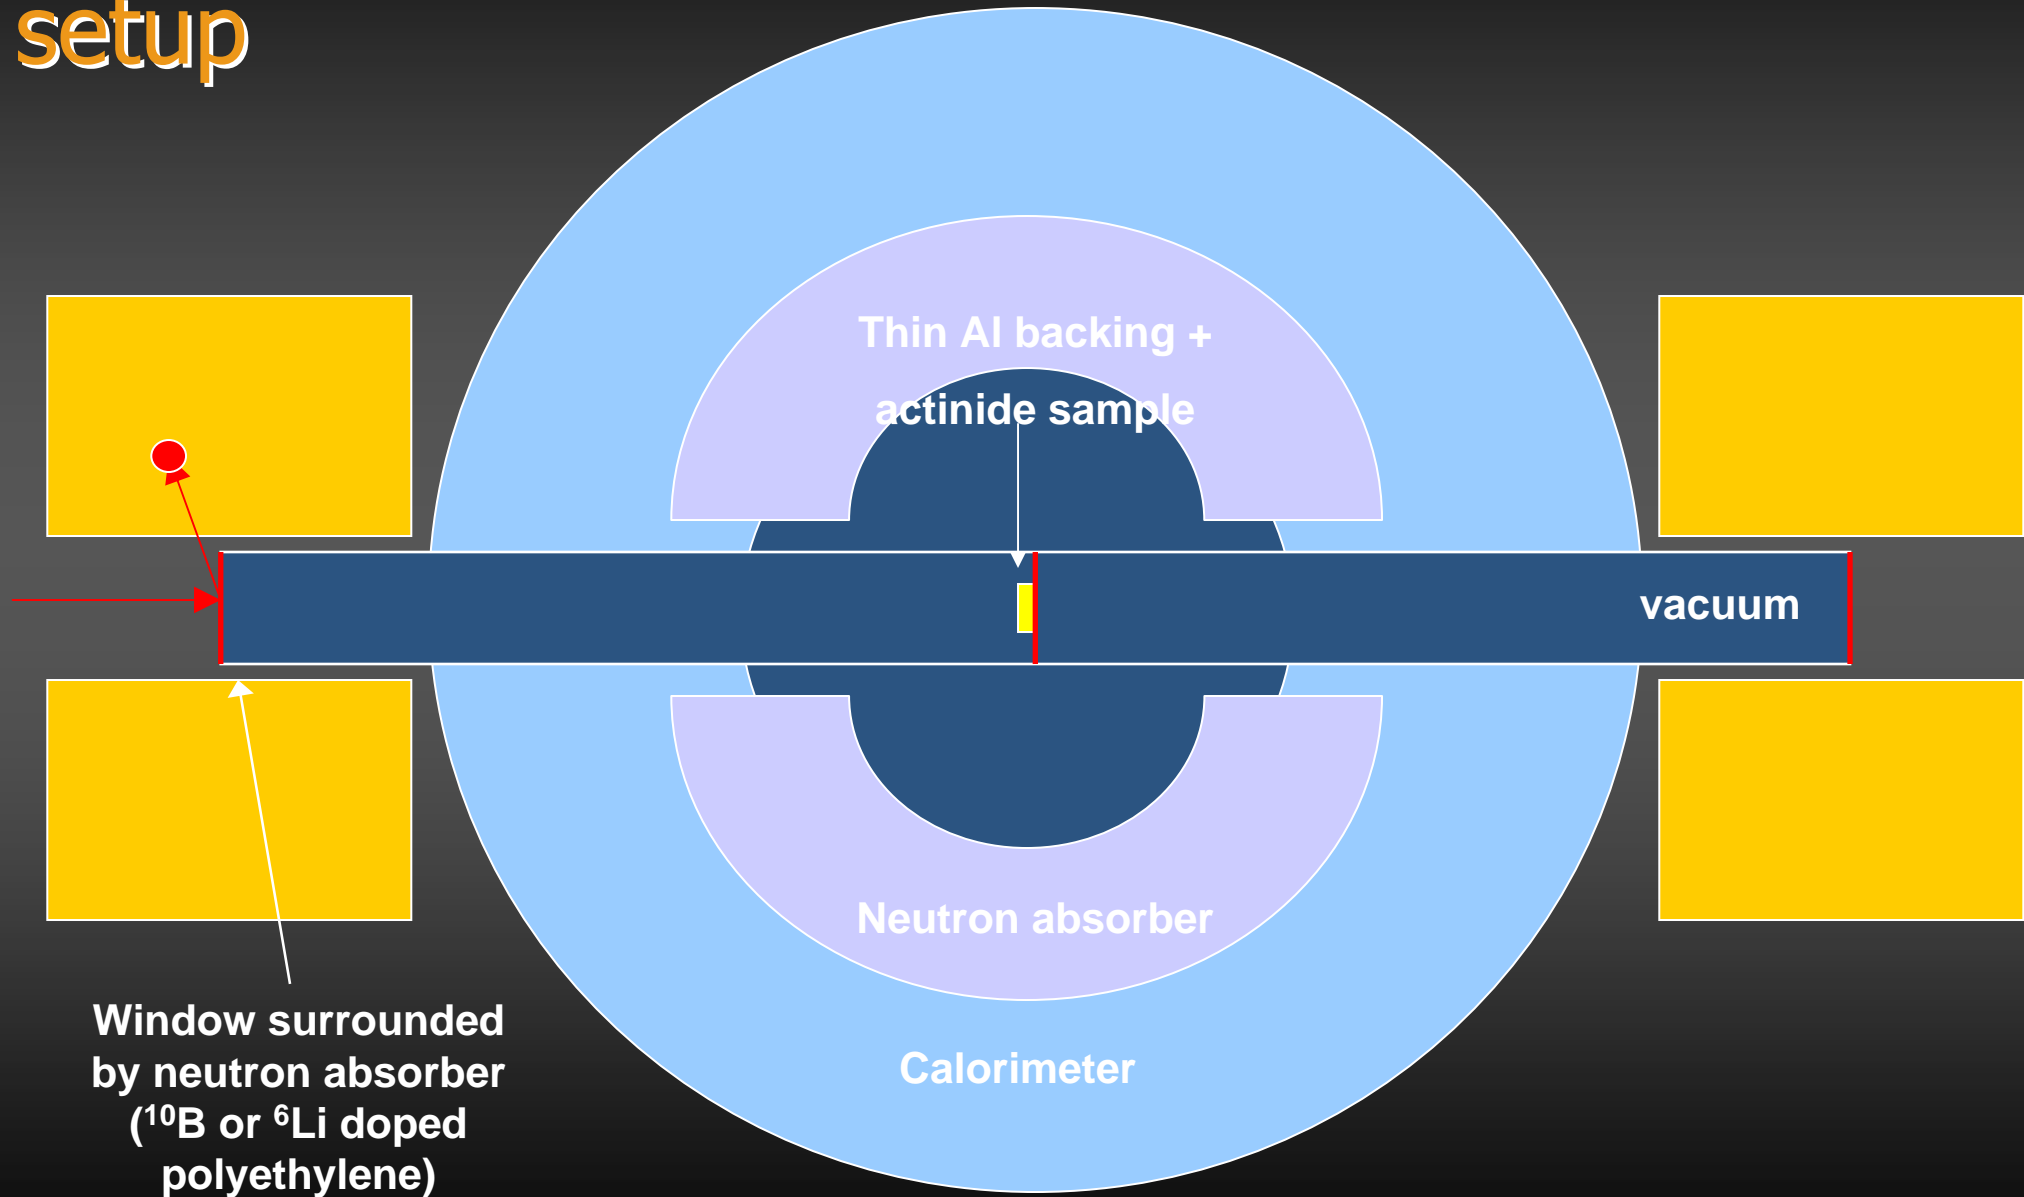 setup
Thin Al backing +
actinide sample
vacuum
Neutron absorber
Window surrounded
by neutron absorber
(¹⁰B or ⁶Li doped
polyethylene)
Calorimeter